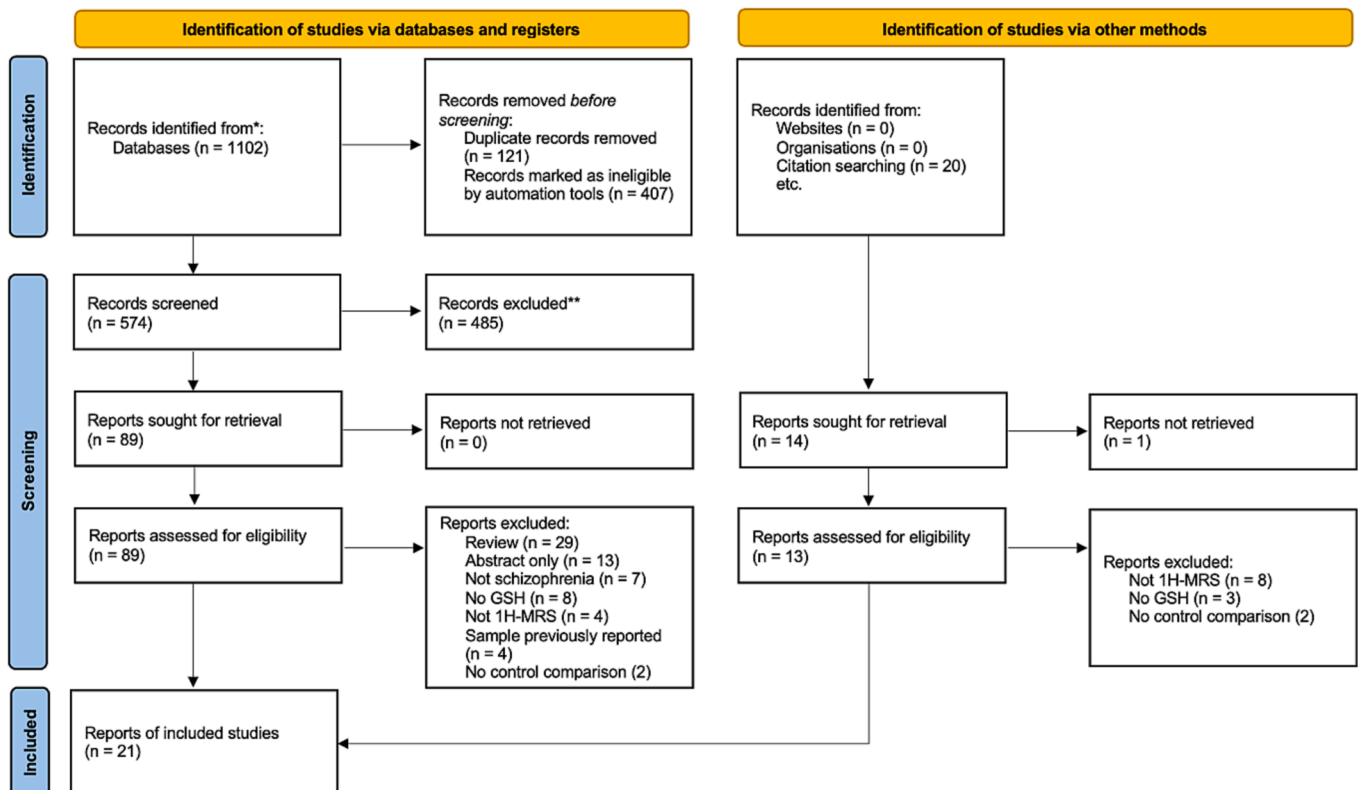 Identification of studies via databases and registers
Identification of studies via other methods
Identification
Records identified from*:
Databases (n = 1102)
Records removed before
screening:
Duplicate records removed
(n = 121)
Records marked as ineligible
by automation tools (n = 407)
Records identified from:
Websites (n = 0)
Organisations (n = 0)
Citation searching (n = 20)
etc.
Screening
Records screened
(n = 574)
Records excluded**
(n = 485)
Reports sought for retrieval
(n = 89)
Reports not retrieved
(n = 0)
Reports sought for retrieval
(n = 14)
Reports not retrieved
(n = 1)
Reports assessed for eligibility
(n = 89)
Reports excluded:
Review (n = 29)
Abstract only (n = 13)
Not schizophrenia (n = 7)
No GSH (n = 8)
Not 1H-MRS (n = 4)
Sample previously reported
(n = 4)
No control comparison (2)
Reports assessed for eligibility
(n = 13)
Reports excluded:
Not 1H-MRS (n = 8)
No GSH (n = 3)
No control comparison (2)
Included
Reports of included studies
(n = 21)